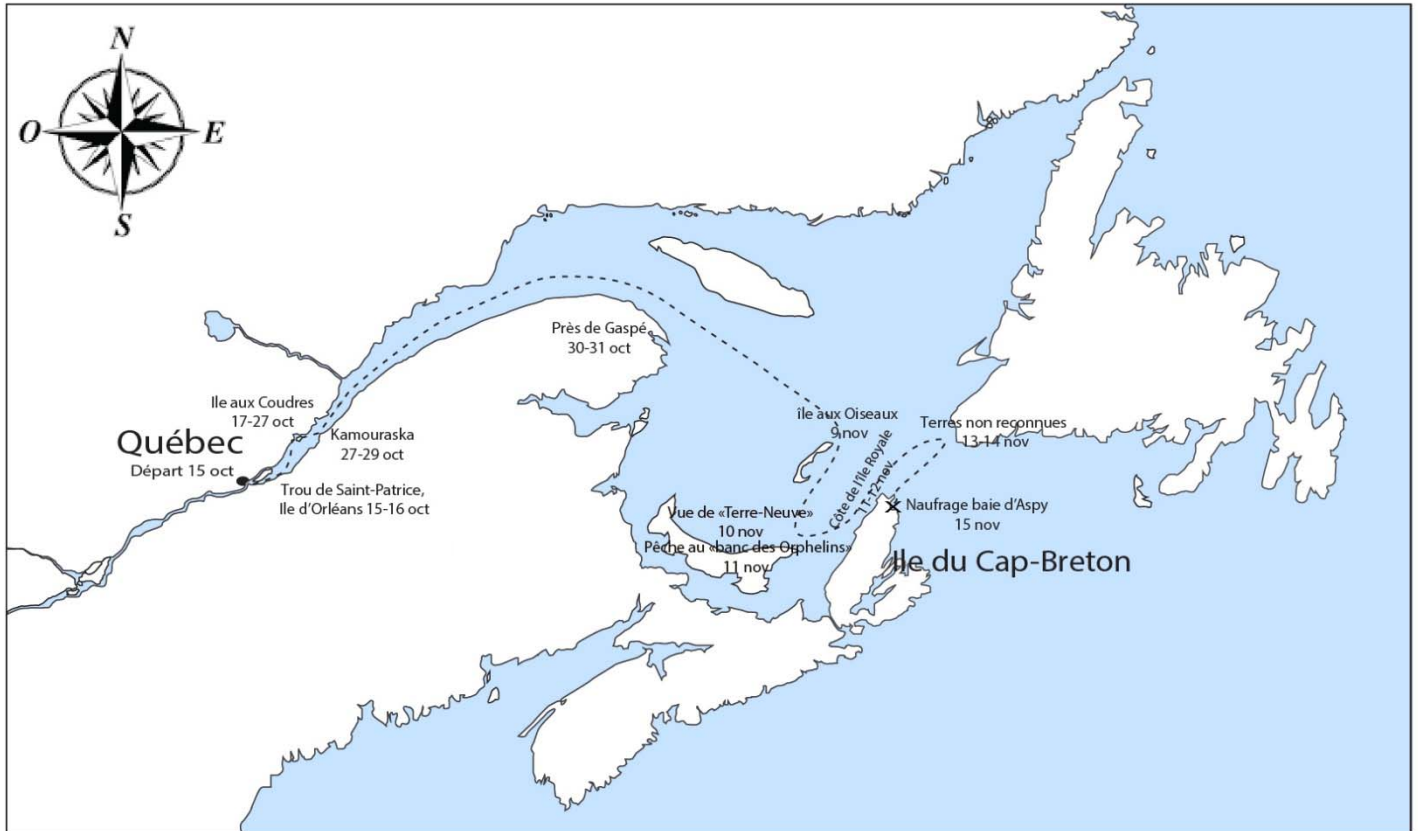 N
O
E
S
Près de Gaspé
30-31 oct
Ile aux Coudres
17-27 oct
Québec
Départ 15 oct
Kamouraska
27-29 oct
Trou de Saint-Patrice,
Ile d'Orléans 15-16 oct
île aux Oiseaux
9 nov
Terres non reconnues
13-14 nov
Côte de l'île Royale
11-12 nov
Vue de «Terre-Neuve»
10 nov
Pêche au «banc des Orphelins»
11 nov
Naufrage baie d'Aspy
15 nov
Ile du Cap-Breton